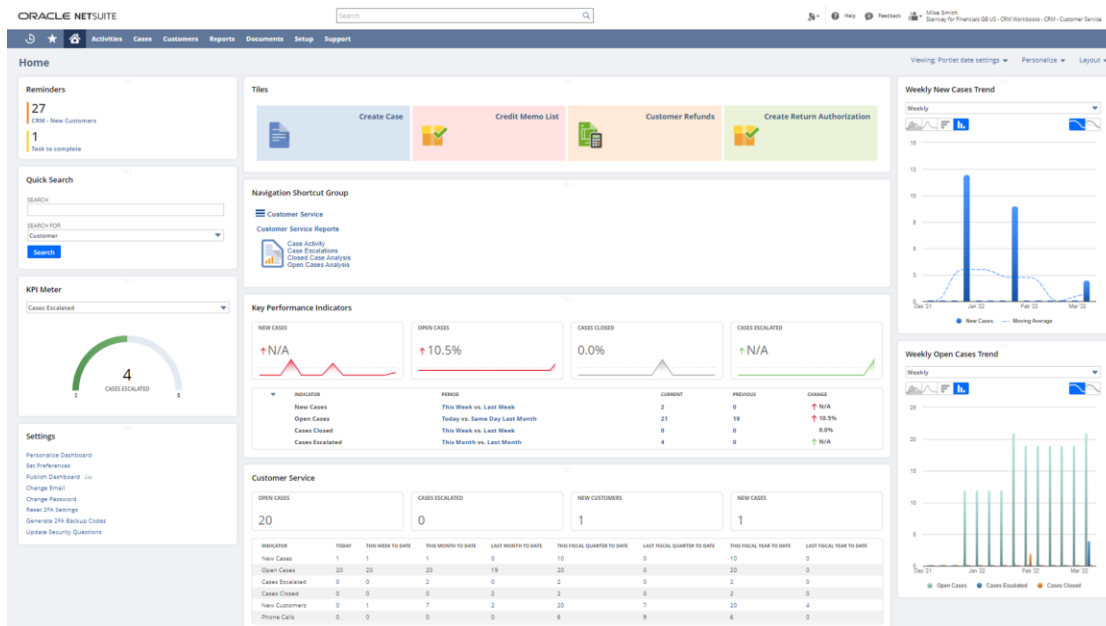 ORACLE NETSUITE
Search
Help
Feedback
Mike Smith
Stairway for Financials GB US - CRM Workbooks - CRM - Customer Service
Activities Cases Customers Reports Documents Setup Support
Home
Viewing: Portlet date settings
Personalize
Layout
Reminders
27
CRM - New Customers
1
Task to complete
Quick Search
SEARCH
SEARCH FOR
Customer
Search
KPI Meter
Cases Escalated
4
CASES ESCALATED
Settings
Personalize Dashboard
Set Preferences
Publish Dashboard
Change Email
Change Password
Reset 2FA Settings
Generate 2FA Backup Codes
Update Security Questions
Tiles
Create Case
Credit Memo List
Customer Refunds
Create Return Authorization
Navigation Shortcut Group
Customer Service
Customer Service Reports
Case Activity
Case Escalations
Closed Case Analysis
Open Cases Analysis
Key Performance Indicators
NEW CASES
N/A
OPEN CASES
10.5%
CASES CLOSED
0.0%
CASES ESCALATED
N/A
INDICATOR PERIOD CURRENT PREVIOUS CHANGE
New Cases This Week vs. Last Week 2 0 N/A
Open Cases Today vs. Same Day Last Month 21 19 10.5%
Cases Closed This Week vs. Last Week 0 0 0.0%
Cases Escalated This Month vs. Last Month 4 0 N/A
Customer Service
OPEN CASES
20
CASES ESCALATED
0
NEW CUSTOMERS
1
NEW CASES
1
INDICATOR TODAY THIS WEEK TO DATE THIS MONTH TO DATE LAST MONTH TO DATE THIS FISCAL QUARTER TO DATE LAST FISCAL QUARTER TO DATE THIS FISCAL YEAR TO DATE LAST FISCAL YEAR TO DATE
New Cases 1 1 1 0 10 0 10 0
Open Cases 20 20 20 19 20 0 20 0
Cases Escalated 0 0 2 0 2 0 2 0
Cases Closed 0 0 0 2 2 0 2 0
New Customers 0 1 7 2 20 7 20 4
Phone Calls 0 0 0 0 6 9 6 0
Weekly New Cases Trend
Weekly
Dec '21 Jan '22 Feb '22 Mar '22
New Cases Moving Average
Weekly Open Cases Trend
Weekly
25
20
15
10
5
0
Dec '21 Jan '22 Feb '22 Mar '22
Open Cases Cases Escalated Cases Closed